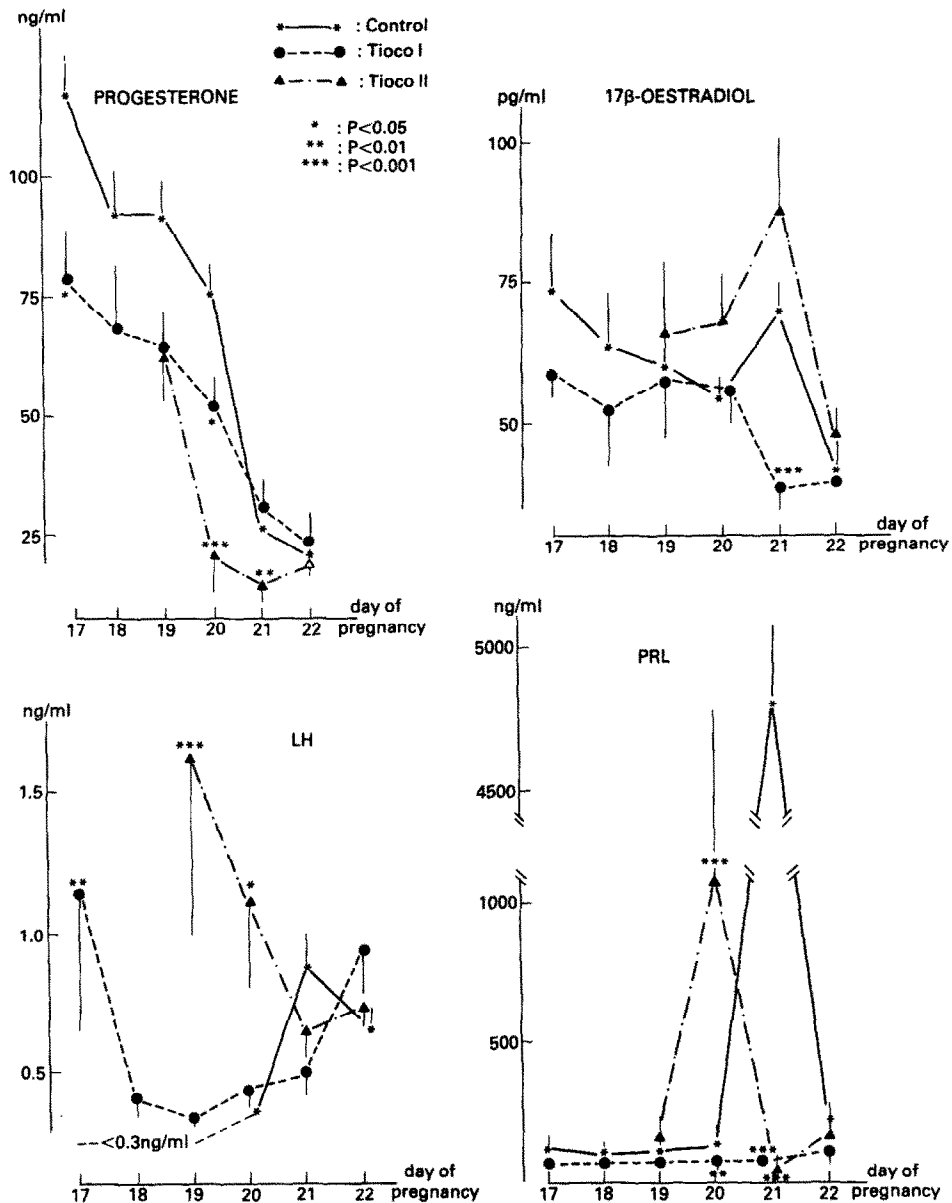 ng/ml
*——* : Control
●-----● : Tioco I
▲—·—▲ : Tioco II
PROGESTERONE
* : P<0.05
** : P<0.01
*** : P<0.001
100
75
50
25
*
*
***
**
day of
pregnancy
17 18 19 20 21 22
pg/ml
17β-OESTRADIOL
100
75
50
***
day of
pregnancy
17 18 19 20 21 22
ng/ml
LH
1.5
1.0
0.5
***
**
*
<0.3ng/ml
day of
pregnancy
17 18 19 20 21 22
ng/ml
PRL
5000
4500
1000
500
***
***
**
***
day of
pregnancy
17 18 19 20 21 22